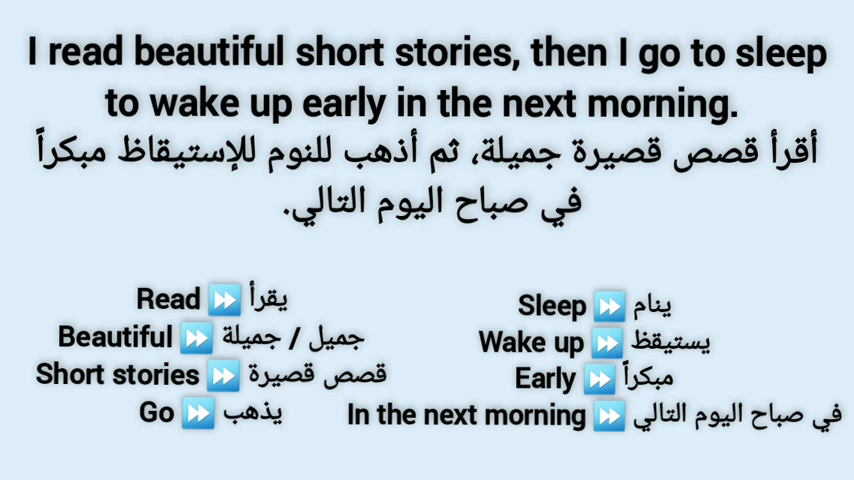 I read beautiful short stories, then I go to sleep
to wake up early in the next morning.
أقرأ قصص قصيرة جميلة، ثم أذهب للنوم للإستيقاظ مبكراً
في صباح اليوم التالي.
Read ⏩ يقرأ
Beautiful ⏩ جميل / جميلة
Short stories ⏩ قصص قصيرة
Go ⏩ يذهب
Sleep ⏩ ينام
Wake up ⏩ يستيقظ
Early ⏩ مبكراً
In the next morning ⏩ في صباح اليوم التالي